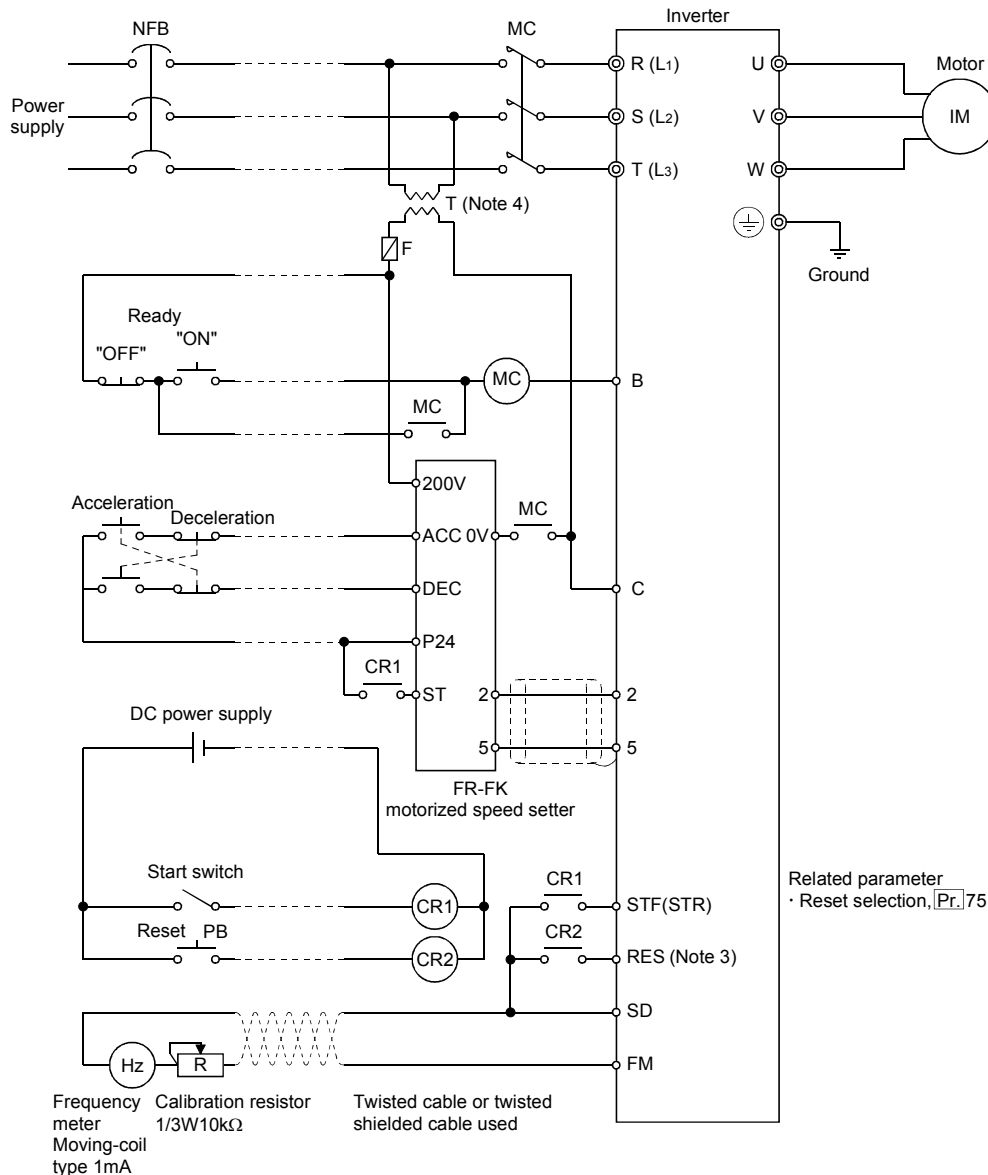 Inverter
NFB
MC
Motor
R (L1)
U
Power
supply
S (L2)
V
IM
T (L3)
W
T (Note 4)
F
Ground
Ready
"OFF"
"ON"
MC
B
MC
200V
Acceleration
Deceleration
MC
ACC 0V
DEC
C
P24
CR1
ST
2
2
DC power supply
5
5
FR-FK
motorized speed setter
Start switch
CR1
CR1
STF(STR)
Related parameter
· Reset selection, Pr. 75
Reset PB
CR2
CR2
RES (Note 3)
SD
Hz
R
FM
Frequency
meter
Moving-coil
type 1mA
Calibration resistor
1/3W10kΩ
Twisted cable or twisted
shielded cable used